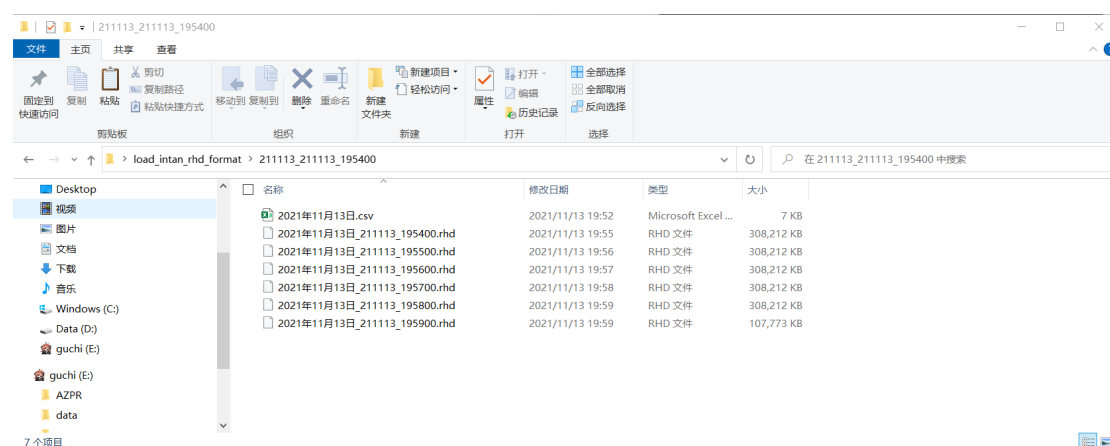 211113_211113_195400
文件 主页 共享 查看
固定到快速访问 复制 粘贴 剪切 复制路径 粘贴快捷方式 移动到 复制到 删除 重命名 新建文件夹 新建项目 轻松访问 属性 打开 编辑 历史记录 全部选择 全部取消 反向选择
剪贴板 组织 新建 打开 选择
load_intan_rhd_format > 211113_211113_195400 在 211113_211113_195400 中搜索
名称 修改日期 类型 大小
2021年11月13日.csv 2021/11/13 19:52 Microsoft Excel ... 7 KB
2021年11月13日_211113_195400.rhd 2021/11/13 19:55 RHD 文件 308,212 KB
2021年11月13日_211113_195500.rhd 2021/11/13 19:56 RHD 文件 308,212 KB
2021年11月13日_211113_195600.rhd 2021/11/13 19:57 RHD 文件 308,212 KB
2021年11月13日_211113_195700.rhd 2021/11/13 19:58 RHD 文件 308,212 KB
2021年11月13日_211113_195800.rhd 2021/11/13 19:59 RHD 文件 308,212 KB
2021年11月13日_211113_195900.rhd 2021/11/13 19:59 RHD 文件 107,773 KB
Desktop
视频
图片
文档
下载
音乐
Windows (C:)
Data (D:)
guchi (E:)
guchi (E:)
AZPR
data
7 个项目